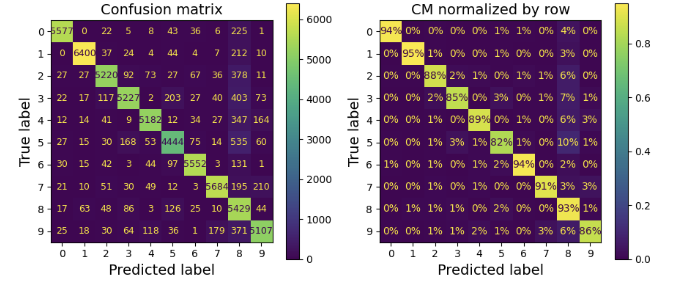 Confusion matrix
0 5577 0 22 5 8 43 36 6 225 1
1 0 6400 37 24 4 44 4 7 212 10
2 27 27 5220 92 73 27 67 36 378 11
3 22 17 117 5227 2 203 27 40 403 73
4 12 14 41 9 5182 12 34 27 347 164
5 27 15 30 168 53 4444 75 14 535 60
6 30 15 42 3 44 97 5552 3 131 1
7 21 10 51 30 49 12 3 5684 195 210
8 17 63 48 86 3 126 25 10 5429 44
9 25 18 30 64 118 36 1 179 371 5107
0 1 2 3 4 5 6 7 8 9
True label
Predicted label
6000
5000
4000
3000
2000
1000
0
CM normalized by row
0 94% 0% 0% 0% 0% 1% 1% 0% 4% 0%
1 0% 95% 1% 0% 0% 1% 0% 0% 3% 0%
2 0% 0% 88% 2% 1% 0% 1% 1% 6% 0%
3 0% 0% 2% 85% 0% 3% 0% 1% 7% 1%
4 0% 0% 1% 0% 89% 0% 1% 0% 6% 3%
5 0% 0% 1% 3% 1% 82% 1% 0% 10% 1%
6 1% 0% 1% 0% 1% 2% 94% 0% 2% 0%
7 0% 0% 1% 0% 1% 0% 0% 91% 3% 3%
8 0% 1% 1% 1% 0% 2% 0% 0% 93% 1%
9 0% 0% 1% 1% 2% 1% 0% 3% 6% 86%
0 1 2 3 4 5 6 7 8 9
True label
Predicted label
0.8
0.6
0.4
0.2
0.0